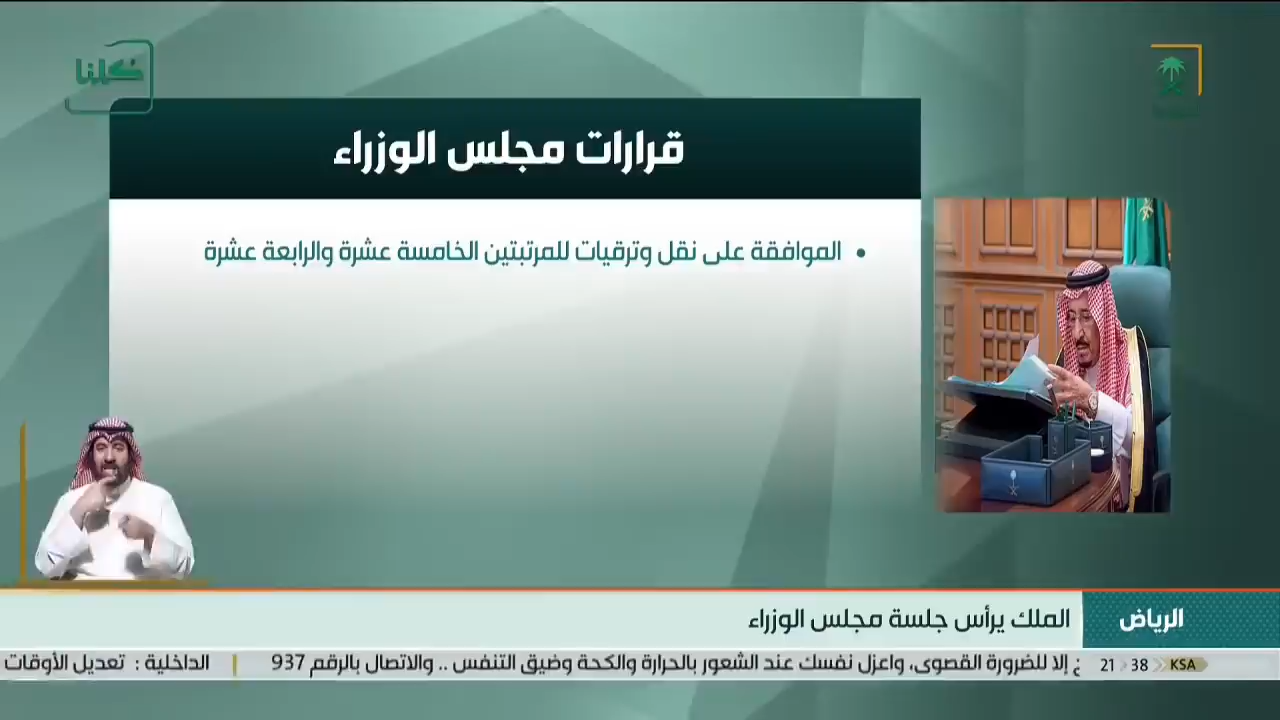 كلنا
قرارات مجلس الوزراء
• الموافقة على نقل وترقيات للمرتبتين الخامسة عشرة والرابعة عشرة
الرياض
الملك يرأس جلسة مجلس الوزراء
KSA 21 38
إلا للضرورة القصوى، واعزل نفسك عند الشعور بالحرارة والكحة وضيق التنفس .. والاتصال بالرقم 937 | الداخلية : تعديل الأوقات